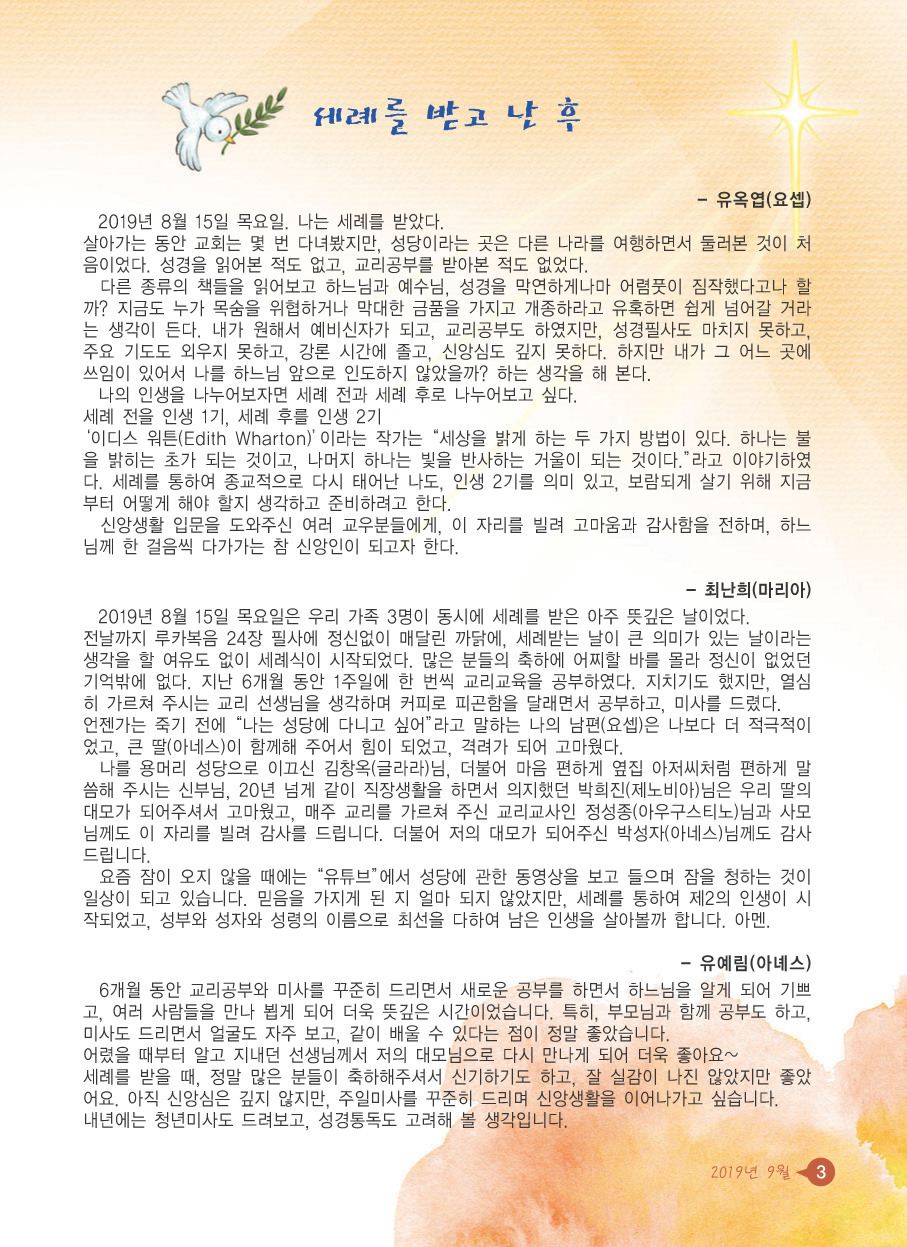 세례를 받고 난 후
- 유옥엽(요셉)
2019년 8월 15일 목요일. 나는 세례를 받았다.
살아가는 동안 교회는 몇 번 다녀봤지만, 성당이라는 곳은 다른 나라를 여행하면서 둘러본 것이 처
음이었다. 성경을 읽어본 적도 없고, 교리공부를 받아본 적도 없었다.
다른 종류의 책들을 읽어보고 하느님과 예수님, 성경을 막연하게나마 어렴풋이 짐작했다고나 할
까? 지금도 누가 목숨을 위협하거나 막대한 금품을 가지고 개종하라고 유혹하면 쉽게 넘어갈 거라
는 생각이 든다. 내가 원해서 예비신자가 되고, 교리공부도 하였지만, 성경필사도 마치지 못하고,
주요 기도도 외우지 못하고, 강론 시간에 졸고, 신앙심도 깊지 못하다. 하지만 내가 그 어느 곳에
쓰임이 있어서 나를 하느님 앞으로 인도하지 않았을까? 하는 생각을 해 본다.
나의 인생을 나누어보자면 세례 전과 세례 후로 나누어보고 싶다.
세례 전을 인생 1기, 세례 후를 인생 2기
‘이디스 워튼(Edith Wharton)’이라는 작가는 “세상을 밝게 하는 두 가지 방법이 있다. 하나는 불
을 밝히는 초가 되는 것이고, 나머지 하나는 빛을 반사하는 거울이 되는 것이다.”라고 이야기하였
다. 세례를 통하여 종교적으로 다시 태어난 나도, 인생 2기를 의미 있고, 보람되게 살기 위해 지금
부터 어떻게 해야 할지 생각하고 준비하려고 한다.
신앙생활 입문을 도와주신 여러 교우분들에게, 이 자리를 빌려 고마움과 감사함을 전하며, 하느
님께 한 걸음씩 다가가는 참 신앙인이 되고자 한다.
- 최난희(마리아)
2019년 8월 15일 목요일은 우리 가족 3명이 동시에 세례를 받은 아주 뜻깊은 날이었다.
전날까지 루카복음 24장 필사에 정신없이 매달린 까닭에, 세례받는 날이 큰 의미가 있는 날이라는
생각을 할 여유도 없이 세례식이 시작되었다. 많은 분들의 축하에 어찌할 바를 몰라 정신이 없었던
기억밖에 없다. 지난 6개월 동안 1주일에 한 번씩 교리교육을 공부하였다. 지치기도 했지만, 열심
히 가르쳐 주시는 교리 선생님을 생각하며 커피로 피곤함을 달래면서 공부하고, 미사를 드렸다.
언젠가는 죽기 전에 “나는 성당에 다니고 싶어”라고 말하는 나의 남편(요셉)은 나보다 더 적극적이
었고, 큰 딸(아네스)이 함께해 주어서 힘이 되었고, 격려가 되어 고마웠다.
나를 용머리 성당으로 이끄신 김창옥(글라라)님, 더불어 마음 편하게 옆집 아저씨처럼 편하게 말
씀해 주시는 신부님, 20년 넘게 같이 직장생활을 하면서 의지했던 박희진(제노비아)님은 우리 딸의
대모가 되어주셔서 고마웠고, 매주 교리를 가르쳐 주신 교리교사인 정성종(아우구스티노)님과 사모
님께도 이 자리를 빌려 감사를 드립니다. 더불어 저의 대모가 되어주신 박성자(아네스)님께도 감사
드립니다.
요즘 잠이 오지 않을 때에는 “유튜브”에서 성당에 관한 동영상을 보고 들으며 잠을 청하는 것이
일상이 되고 있습니다. 믿음을 가지게 된 지 얼마 되지 않았지만, 세례를 통하여 제2의 인생이 시
작되었고, 성부와 성자와 성령의 이름으로 최선을 다하여 남은 인생을 살아볼까 합니다. 아멘.
- 유예림(아녜스)
6개월 동안 교리공부와 미사를 꾸준히 드리면서 새로운 공부를 하면서 하느님을 알게 되어 기쁘
고, 여러 사람들을 만나 뵙게 되어 더욱 뜻깊은 시간이었습니다. 특히, 부모님과 함께 공부도 하고,
미사도 드리면서 얼굴도 자주 보고, 같이 배울 수 있다는 점이 정말 좋았습니다.
어렸을 때부터 알고 지내던 선생님께서 저의 대모님으로 다시 만나게 되어 더욱 좋아요~
세례를 받을 때, 정말 많은 분들이 축하해주셔서 신기하기도 하고, 잘 실감이 나진 않았지만 좋았
어요. 아직 신앙심은 깊지 않지만, 주일미사를 꾸준히 드리며 신앙생활을 이어나가고 싶습니다.
내년에는 청년미사도 드려보고, 성경통독도 고려해 볼 생각입니다.
2019년 9월 3